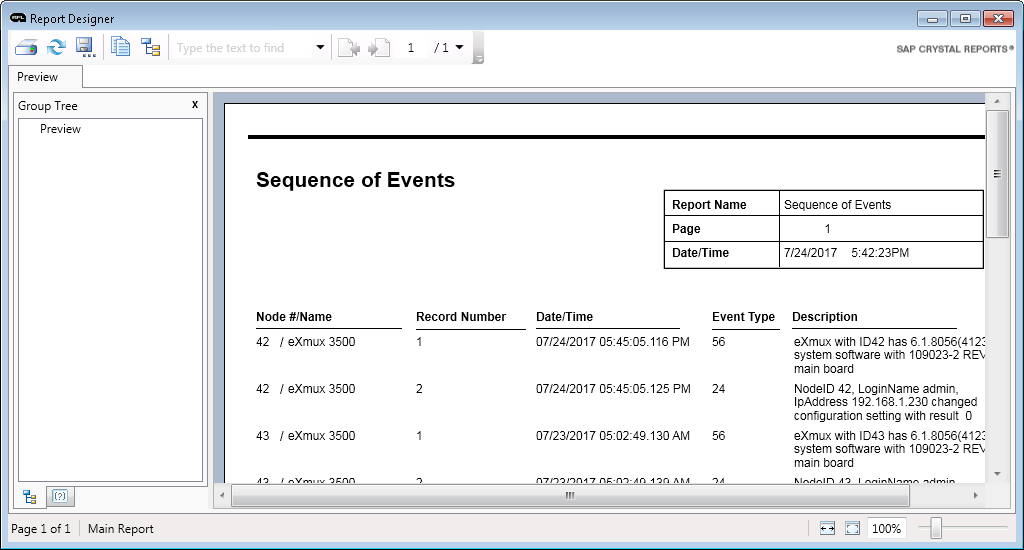 RFL Report Designer
Type the text to find 1 / 1
SAP CRYSTAL REPORTS®
Preview
Group Tree x
Preview
Sequence of Events
Report Name Sequence of Events
Page 1
Date/Time 7/24/2017 5:42:23PM
Node #/Name Record Number Date/Time Event Type Description
42 / eXmux 3500 1 07/24/2017 05:45:05.116 PM 56 eXmux with ID42 has 6.1.8056(4123
system software with 109023-2 REV
main board
42 / eXmux 3500 2 07/24/2017 05:45:05.125 PM 24 NodeID 42, LoginName admin,
IpAddress 192.168.1.230 changed
configuration setting with result 0
43 / eXmux 3500 1 07/23/2017 05:02:49.130 AM 56 eXmux with ID43 has 6.1.8056(4123
system software with 109023-2 REV
main board
43 / eXmux 3500 2 07/23/2017 05:02:49.139 AM 24 NodeID 43, LoginName admin,
Page 1 of 1 Main Report 100%